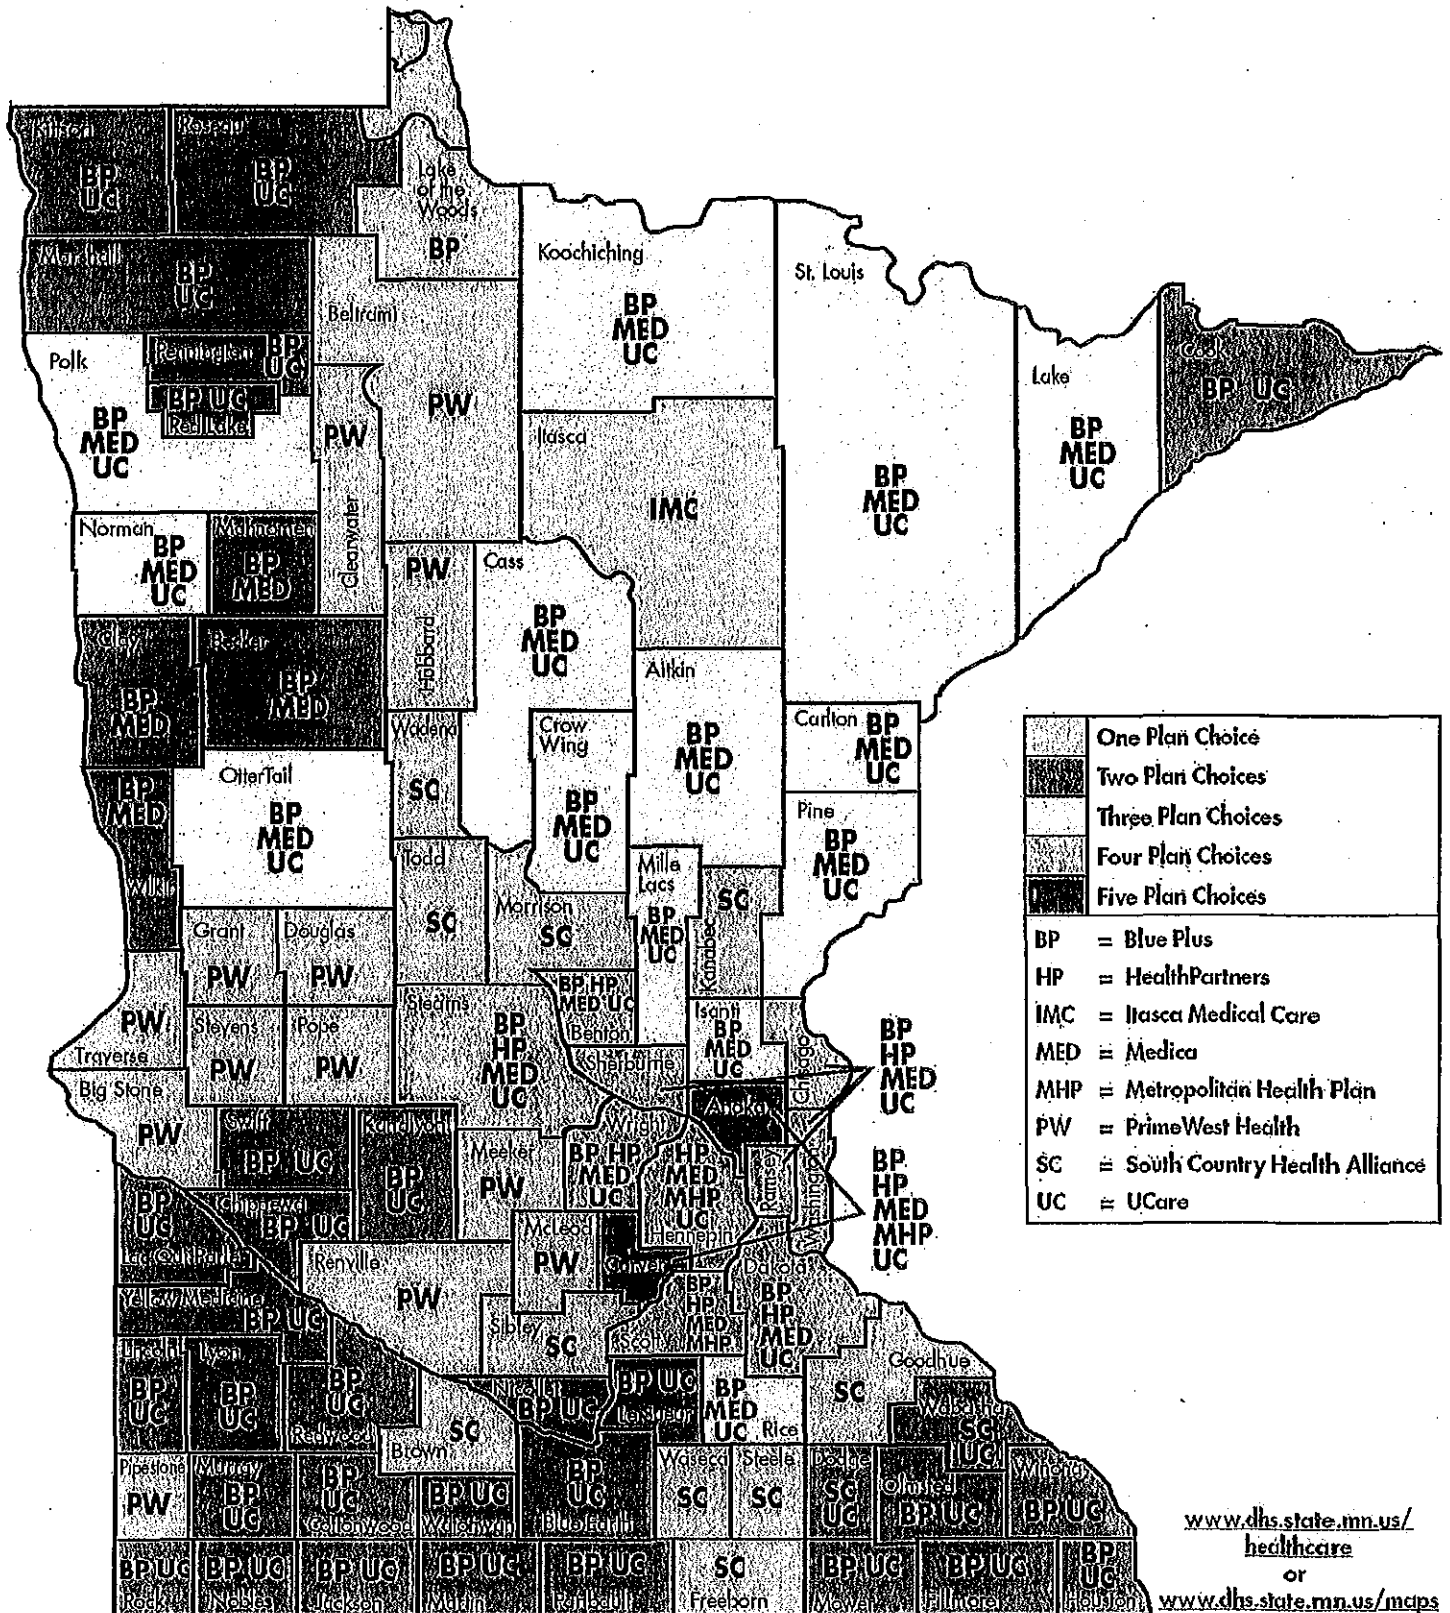 Kittson
BP
UC
Roseau
BP
UC
Lake
of the
Woods
BP
Marshall
BP
UC
Beltrami
PW
Koochiching
BP
MED
UC
St. Louis
BP
MED
UC
Lake
BP
MED
UC
Cook
BP UC
Polk
BP
MED
UC
Pennington
BP
UC
BP UC
Red Lake
PW
Clearwater
Itasca
IMC
Norman
BP
MED
UC
Mahnomen
BP
MED
PW
Hubbard
Cass
BP
MED
UC
Clay
BP
MED
Becker
BP
MED
Aitkin
BP
MED
UC
Wadena
SC
Crow
Wing
BP
MED
UC
Carlton
BP
MED
UC
Pine
BP
MED
UC
BP
MED
Wilkin
OtterTail
BP
MED
UC
Todd
SC
Morrison
SC
Mille
Lacs
BP
MED
UC
SC
Kanabec
Grant
PW
Douglas
PW
PW
Traverse
Stevens
PW
Pope
PW
Stearns
BP
HP
MED
UC
BP HP
MED UC
Benton
Sherburne
Isanti
BP
MED
UC
Chisago
Anoka
BP
HP
MED
UC
BP
HP
MED
MHP
UC
Big Stone
PW
Swift
BP UC
Kandiyohi
BP
UC
Meeker
PW
Wright
BP HP
MED
UC
HP
MED
MHP
UC
Hennepin
Ramsey
Washington
BP
UC
Lac Qui Parle
Chippewa
BP UC
Renville
PW
McLeod
PW
Carver
Sibley
SC
Scott
BP
HP
MED
MHP
Dakota
BP
HP
MED
UC
Yellow Medicine
BP UC
Lincoln
BP
UC
Lyon
BP
UC
BP
UC
Redwood
SC
Brown
Nicollet
BP UC
BP UC
LeSueur
BP
MED
UC
Rice
Goodhue
SC
Wabasha
SC
UC
Pipestone
PW
Murray
BP
UC
BP
UC
Cottonwood
BP UC
Watonwan
BP
UC
Blue Earth
Waseca
SC
Steele
SC
Dodge
SC
UC
Olmsted
BP UC
Winona
BP UC
BP UC
Rock
BP UC
Nobles
BP UC
Jackson
BP UC
Martin
BP UC
Faribault
SC
Freeborn
BP UC
Mower
BP UC
Fillmore
BP
UC
Houston
One Plan Choice
Two Plan Choices
Three Plan Choices
Four Plan Choices
Five Plan Choices
BP = Blue Plus
HP = HealthPartners
IMC = Itasca Medical Care
MED = Medica
MHP = Metropolitan Health Plan
PW = PrimeWest Health
SC = South Country Health Alliance
UC = UCare
www.dhs.state.mn.us/
healthcare
or
www.dhs.state.mn.us/maps